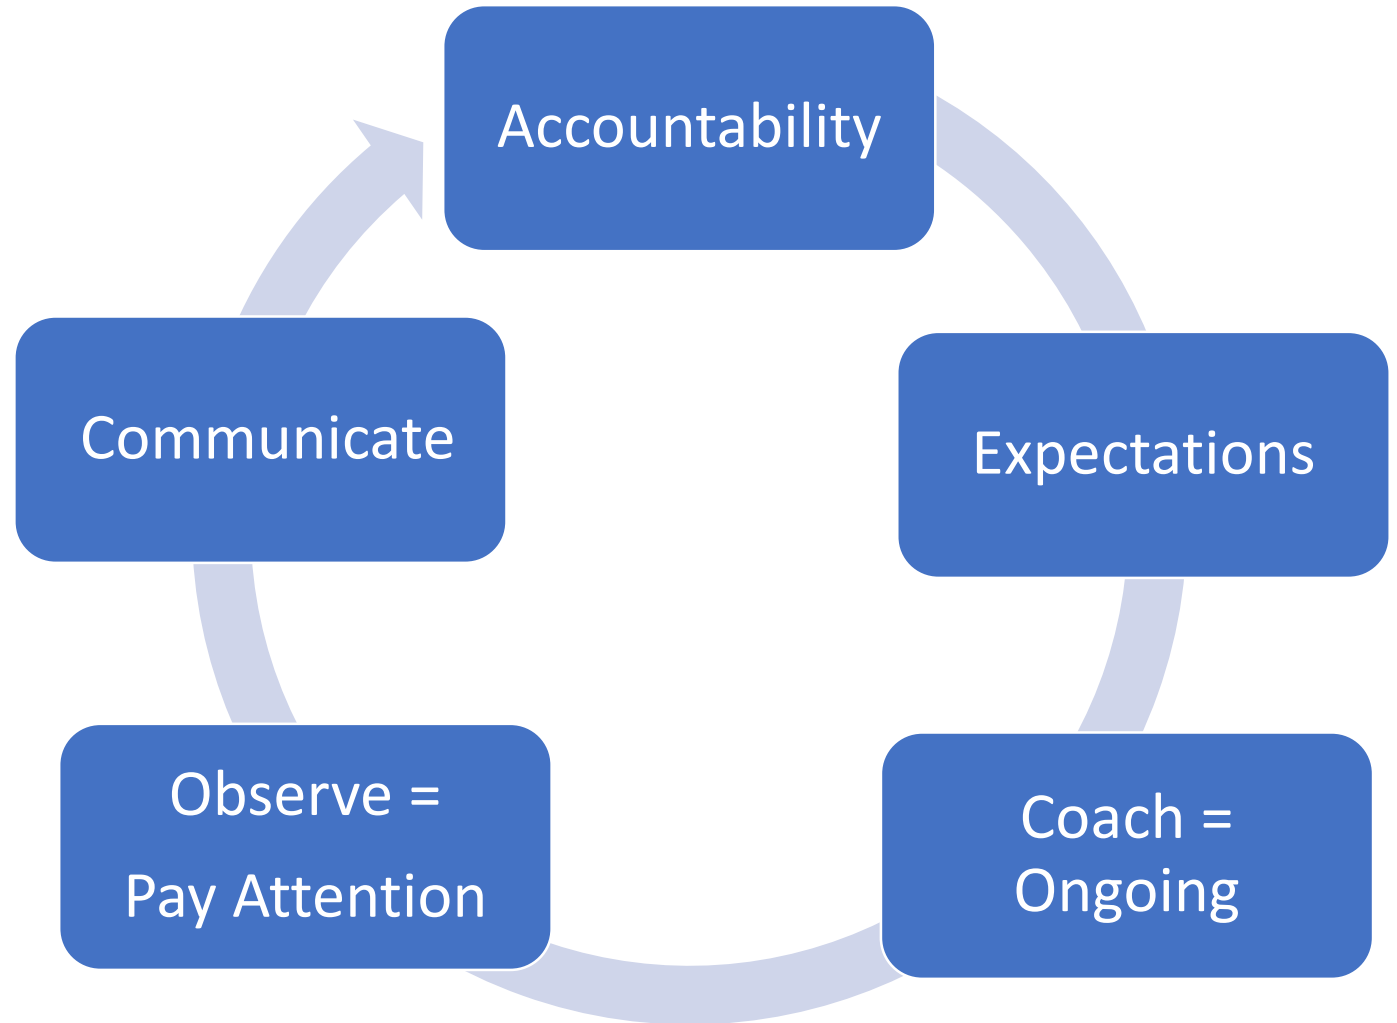 Accountability
Expectations
Coach =
Ongoing
Observe =
Pay Attention
Communicate